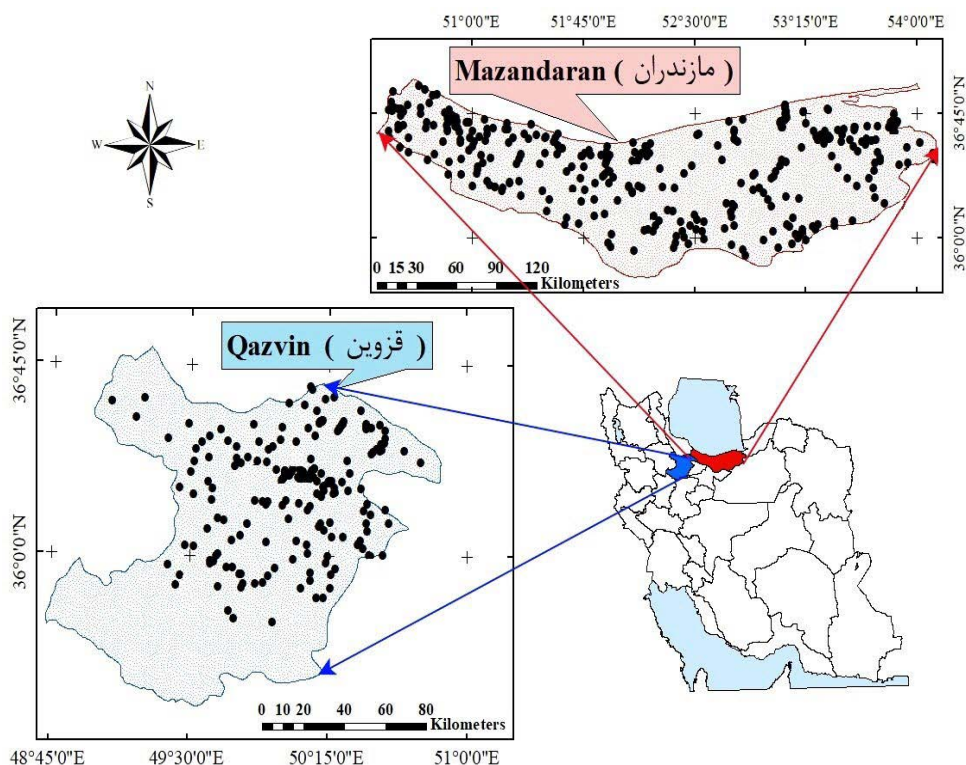 51°0'0"E 51°45'0"E 52°30'0"E 53°15'0"E 54°0'0"E
Mazandaran ( مازندران )
36°45'0"N
36°0'0"N
0 15 30 60 90 120
Kilometers
N
W E
S
Qazvin ( قزوین )
36°45'0"N
36°0'0"N
0 10 20 40 60 80
Kilometers
48°45'0"E 49°30'0"E 50°15'0"E 51°0'0"E